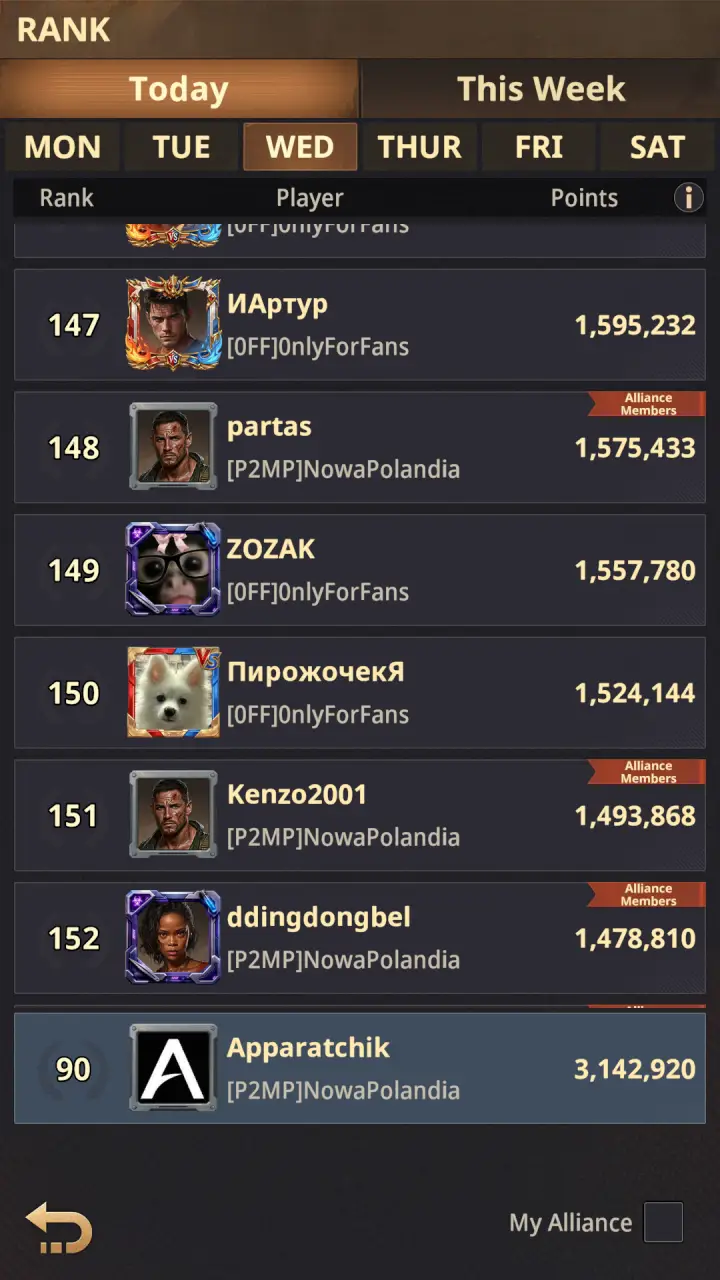 RANK
Today
This Week
MON TUE WED THUR FRI SAT
Rank Player Points
[0FF]0nlyForFans
147
ИАртур
[0FF]0nlyForFans
1,595,232
Alliance
Members
148
partas
[P2MP]NowaPolandia
1,575,433
149
ZOZAK
[0FF]0nlyForFans
1,557,780
150
ПирожочекЯ
[0FF]0nlyForFans
1,524,144
Alliance
Members
151
Kenzo2001
[P2MP]NowaPolandia
1,493,868
Alliance
Members
152
ddingdongbel
[P2MP]NowaPolandia
1,478,810
90
Apparatchik
[P2MP]NowaPolandia
3,142,920
My Alliance